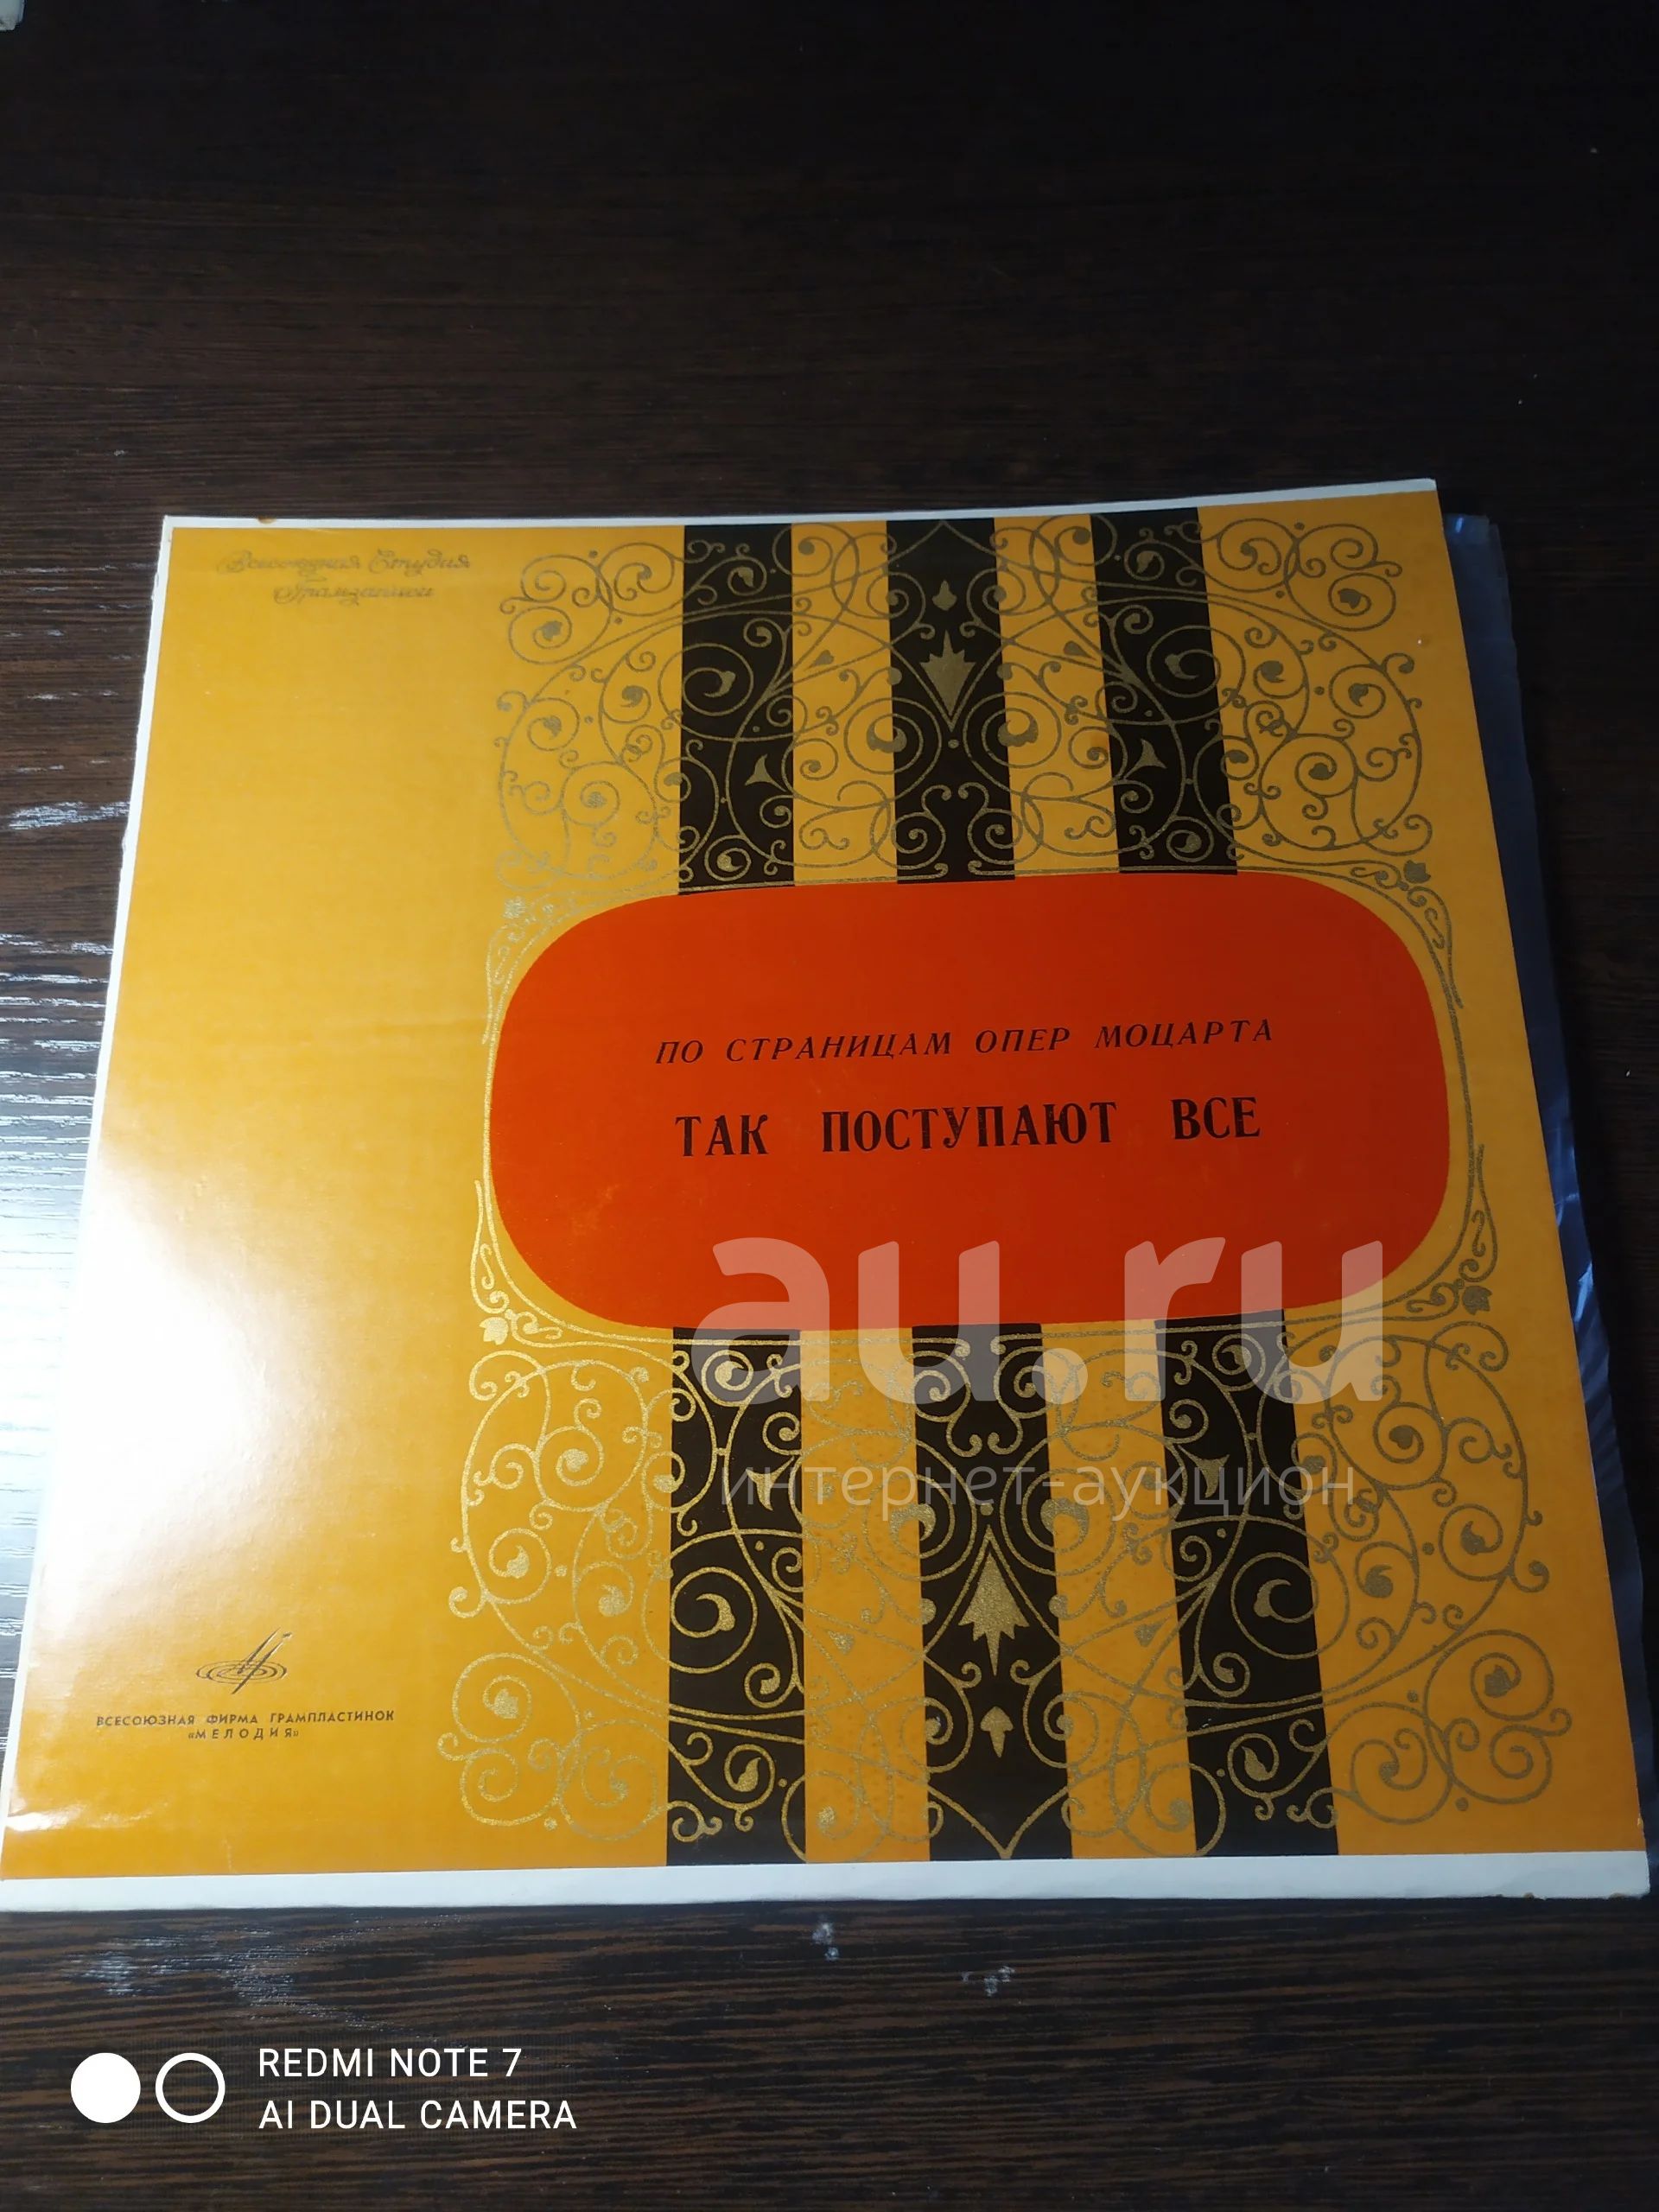 Всесоюзная Студия
Грамзаписи
ПО СТРАНИЦАМ ОПЕР МОЦАРТА
ТАК ПОСТУПАЮТ ВСЕ
au.ru
интернет-аукцион
ВСЕСОЮЗНАЯ ФИРМА ГРАМПЛАСТИНОК
«МЕЛОДИЯ»
REDMI NOTE 7
AI DUAL CAMERA